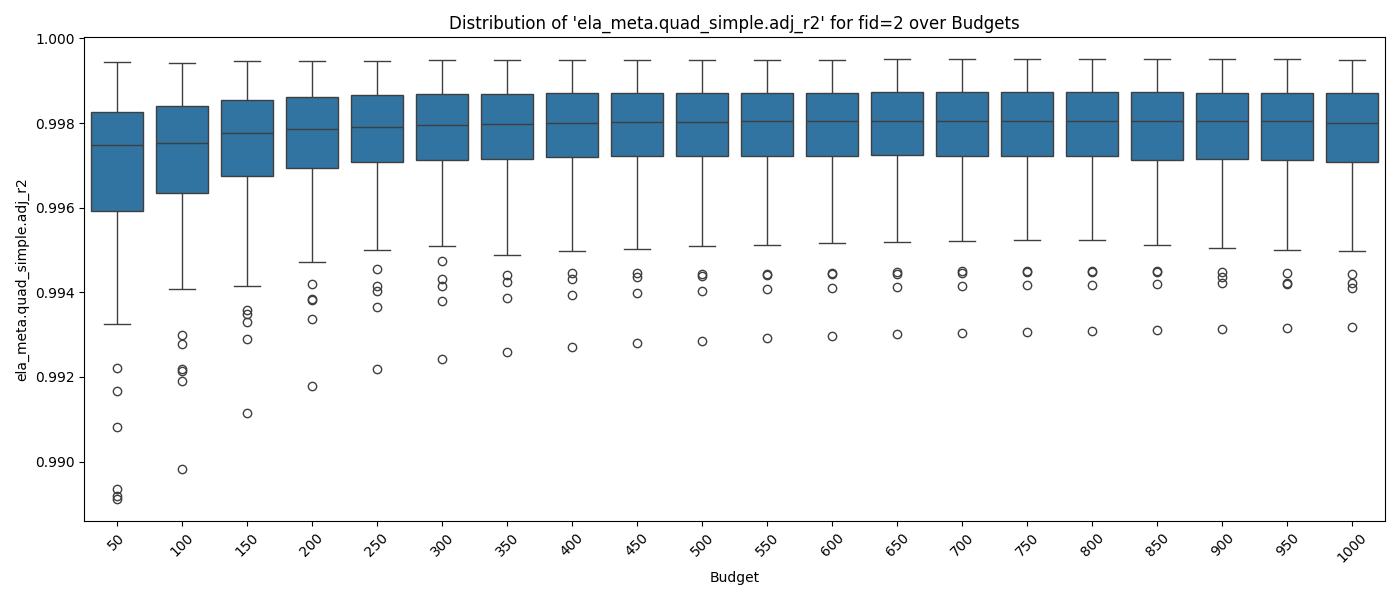 Distribution of 'ela_meta.quad_simple.adj_r2' for fid=2 over Budgets
ela_meta.quad_simple.adj_r2
1.000
0.998
0.996
0.994
0.992
0.990
50 100 150 200 250 300 350 400 450 500 550 600 650 700 750 800 850 900 950 1000
Budget